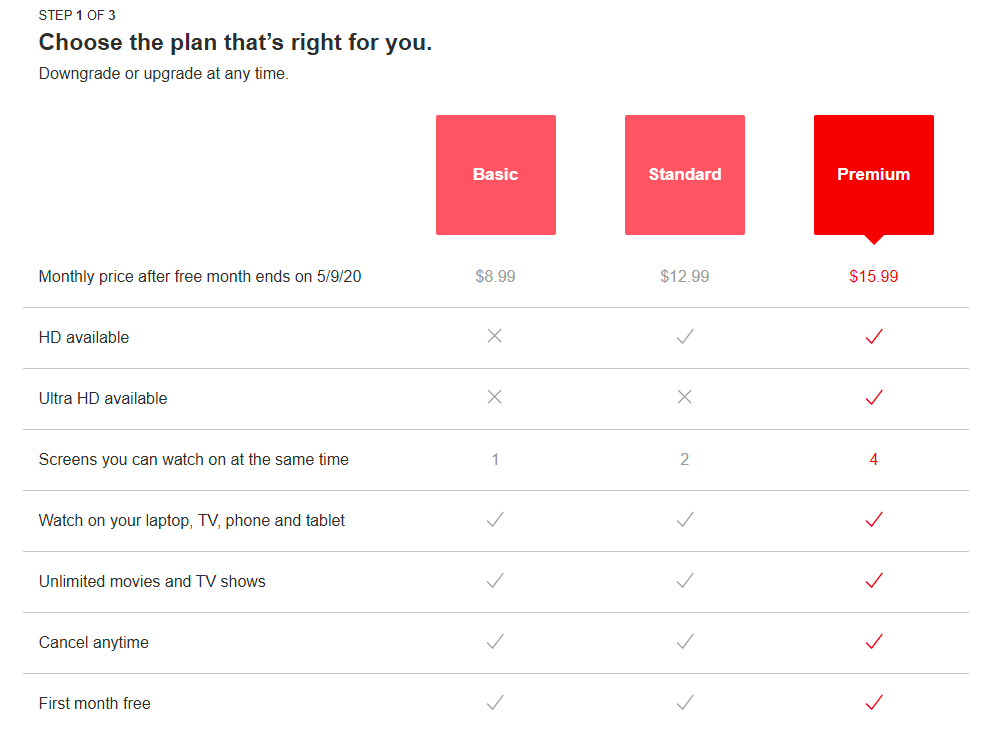 STEP 1 OF 3
Choose the plan that’s right for you.
Downgrade or upgrade at any time.
Basic Standard Premium
Monthly price after free month ends on 5/9/20 $8.99 $12.99 $15.99
HD available
Ultra HD available
Screens you can watch on at the same time 1 2 4
Watch on your laptop, TV, phone and tablet
Unlimited movies and TV shows
Cancel anytime
First month free